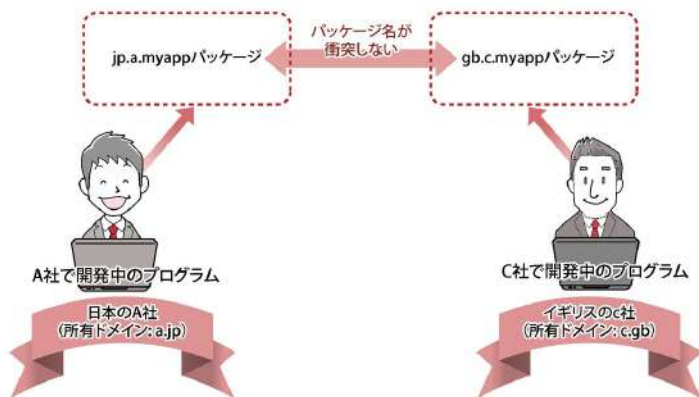 パッケージ名が
衝突しない
jp.a.myappパッケージ
gb.c.myappパッケージ
A社で開発中のプログラム
C社で開発中のプログラム
日本のA社
(所有ドメイン：a.jp)
イギリスのc社
(所有ドメイン：c.gb)